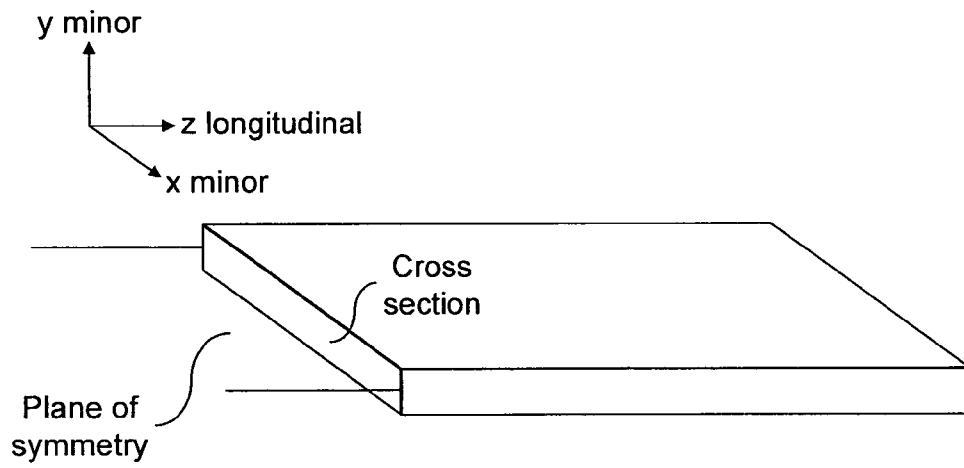 y minor
z longitudinal
x minor
Cross
section
Plane of
symmetry